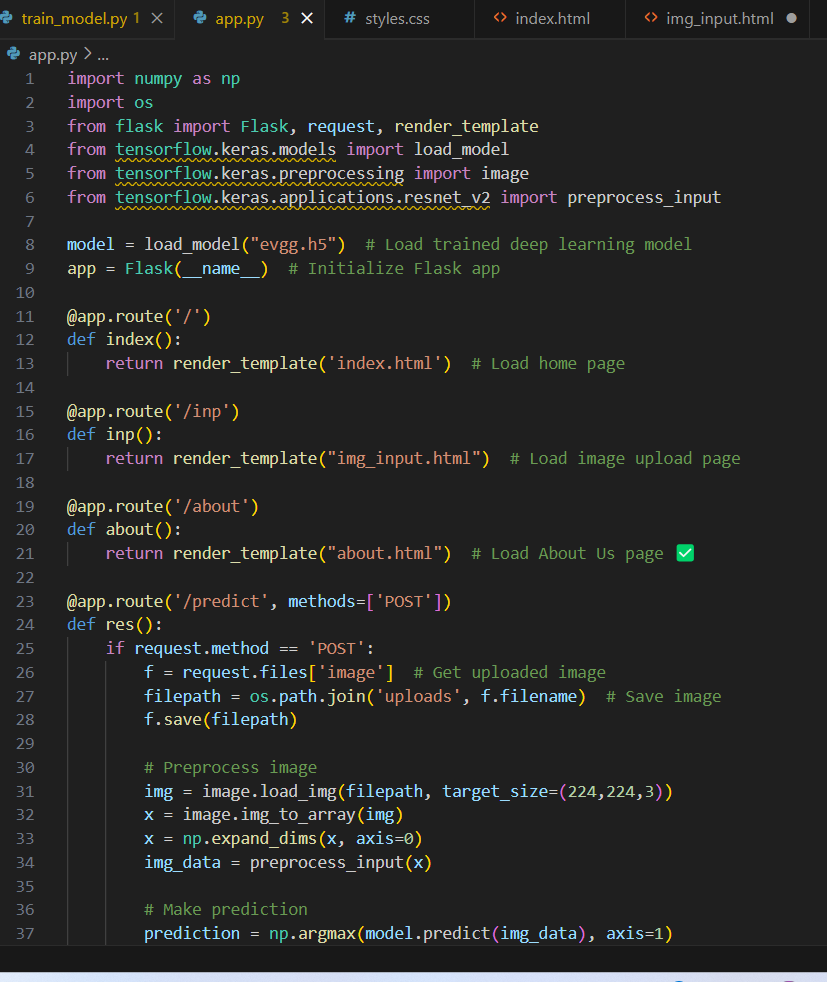 train_model.py 1
app.py 3
# styles.css
<> index.html
<> img_input.html
app.py > ...
1 import numpy as np
2 import os
3 from flask import Flask, request, render_template
4 from tensorflow.keras.models import load_model
5 from tensorflow.keras.preprocessing import image
6 from tensorflow.keras.applications.resnet_v2 import preprocess_input
7
8 model = load_model("evgg.h5")  # Load trained deep learning model
9 app = Flask(__name__)  # Initialize Flask app
10
11 @app.route('/')
12 def index():
13     return render_template('index.html')  # Load home page
14
15 @app.route('/inp')
16 def inp():
17     return render_template("img_input.html")  # Load image upload page
18
19 @app.route('/about')
20 def about():
21     return render_template("about.html")  # Load About Us page ✅
22
23 @app.route('/predict', methods=['POST'])
24 def res():
25     if request.method == 'POST':
26         f = request.files['image']  # Get uploaded image
27         filepath = os.path.join('uploads', f.filename)  # Save image
28         f.save(filepath)
29
30         # Preprocess image
31         img = image.load_img(filepath, target_size=(224,224,3))
32         x = image.img_to_array(img)
33         x = np.expand_dims(x, axis=0)
34         img_data = preprocess_input(x)
35
36         # Make prediction
37         prediction = np.argmax(model.predict(img_data), axis=1)